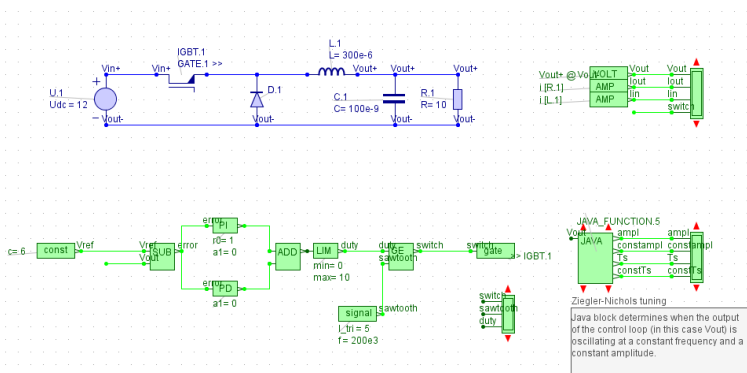 IGBT.1
GATE.1 >>
L.1
L= 300e-6
Vin+
Vin+
Vout+
Vout+
Vout+
U.1
Udc= 12
D.1
C.1
C= 100e-9
R.1
R= 10
Vout-
Vout-
Vout-
Vout-
Vout+ @Vout-
i.[R.1]
i.[L.1]
VOLT
AMP
AMP
Vout
Vout
Iout
Iout
Iin
Iin
switch
c= 6
const
Vref
Vref
Vout
SUB
error
error
PI
r0= 1
a1= 0
error
PD
a1= 0
ADD
LIM
min= 0
max= 10
duty
duty
sawtooth
GE
switch
switch
gate
>> IGBT.1
signal
sawtooth
I_tri = 5
f= 200e3
switch
sawtooth
duty
JAVA_FUNCTION.5
Vout
JAVA
ampl
ampl
constampl
constampl
Ts
Ts
constTs
constTs
Ziegler-Nichols tuning
Java block determines when the output
of the control loop (in this case Vout) is
oscillating at a constant frequency and a
constant amplitude.